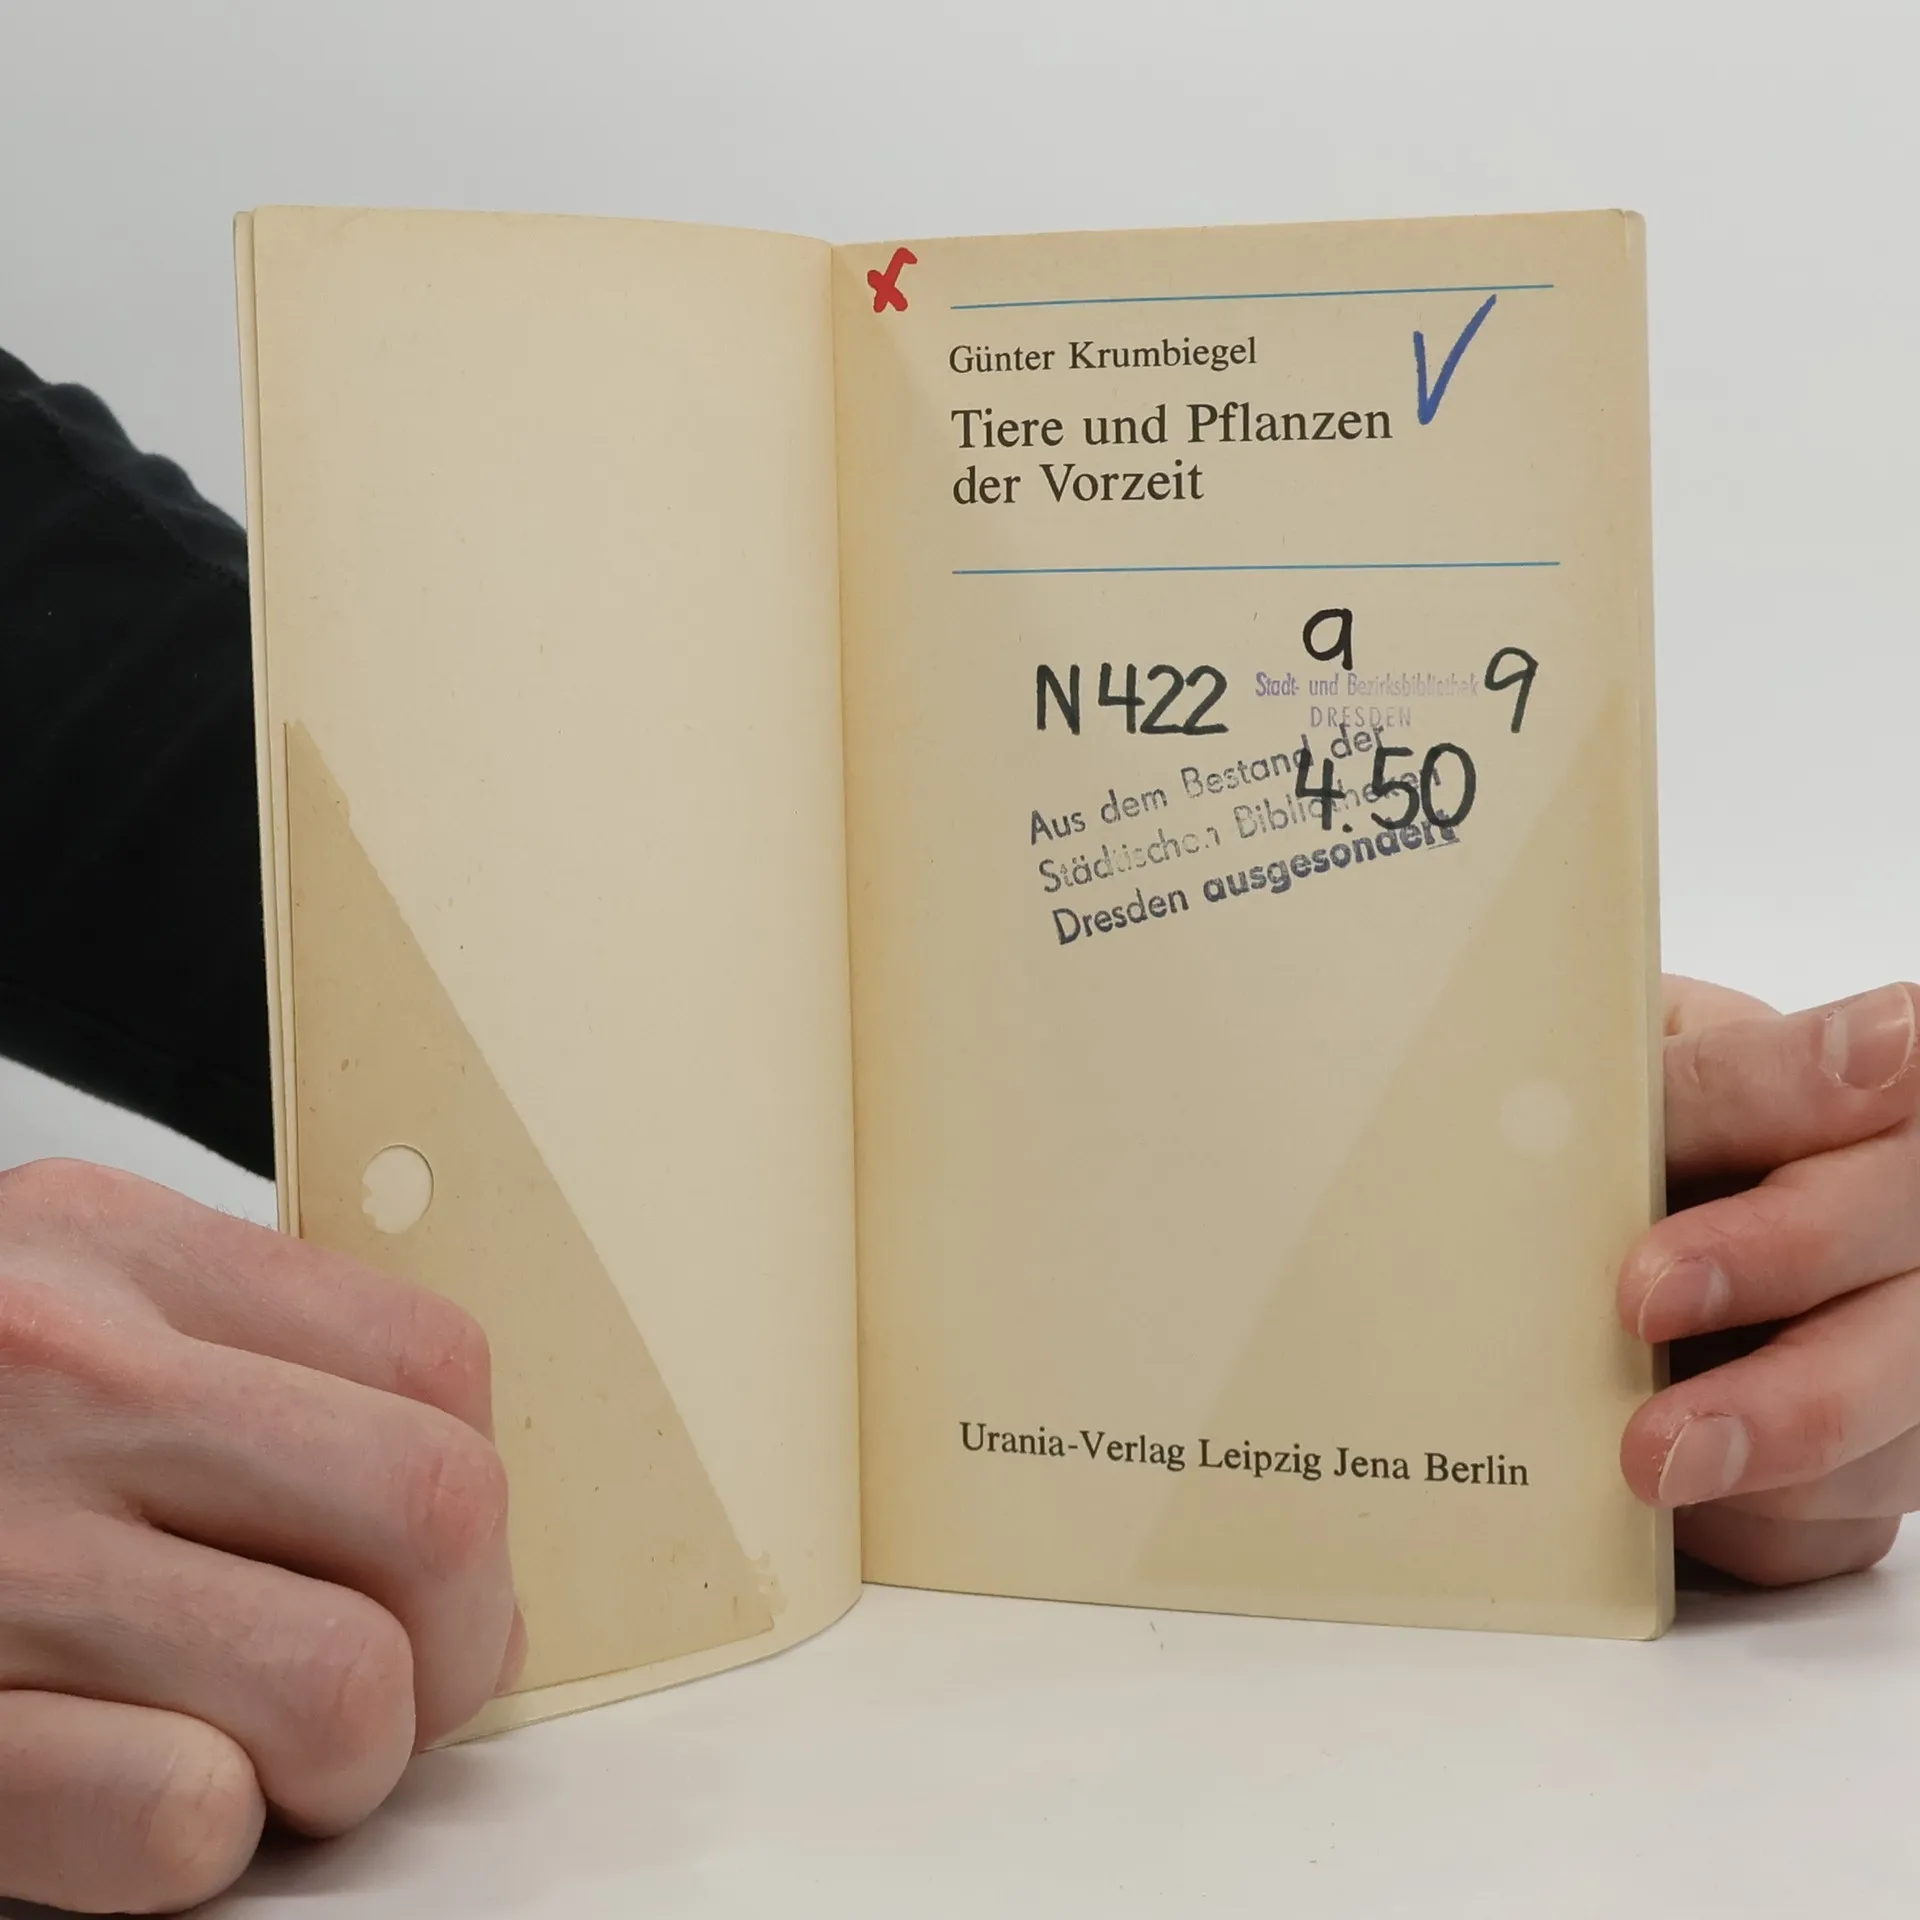 Günter Krumbiegel
Tiere und Pflanzen
der Vorzeit
a
N 422
9
Stadt- und Bezirksbibliothek
DRESDEN
4.50
Aus dem Bestand der
Städtischen Bibliotheken
Dresden ausgesondert
Urania-Verlag Leipzig Jena Berlin